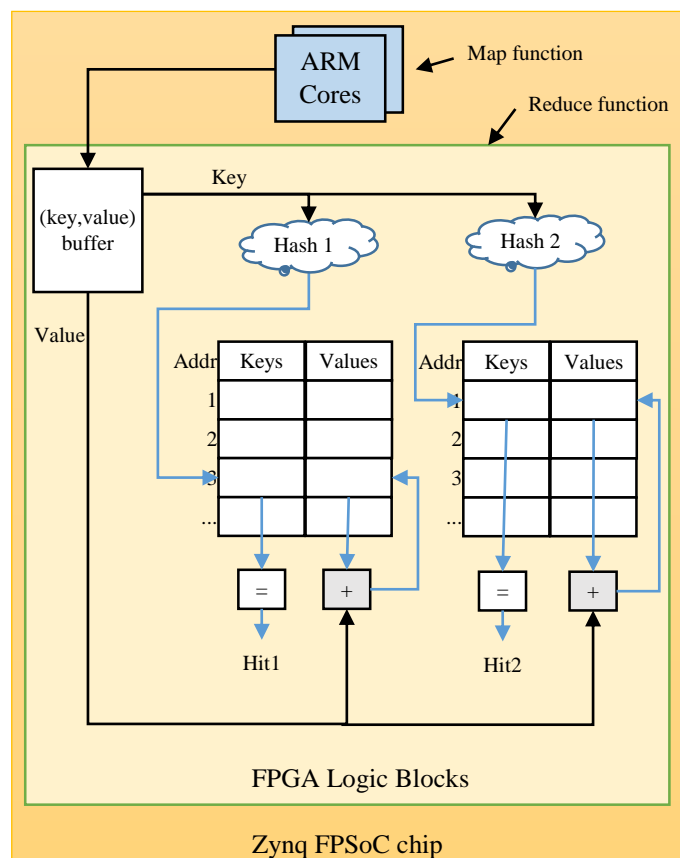 ARM
Cores
Map function
Reduce function
(key,value)
buffer
Key
Hash 1
Hash 2
Value
Addr Keys Values
1
2
3
...
Addr Keys Values
1
2
3
...
= +
= +
Hit1
Hit2
FPGA Logic Blocks
Zynq FPSoC chip